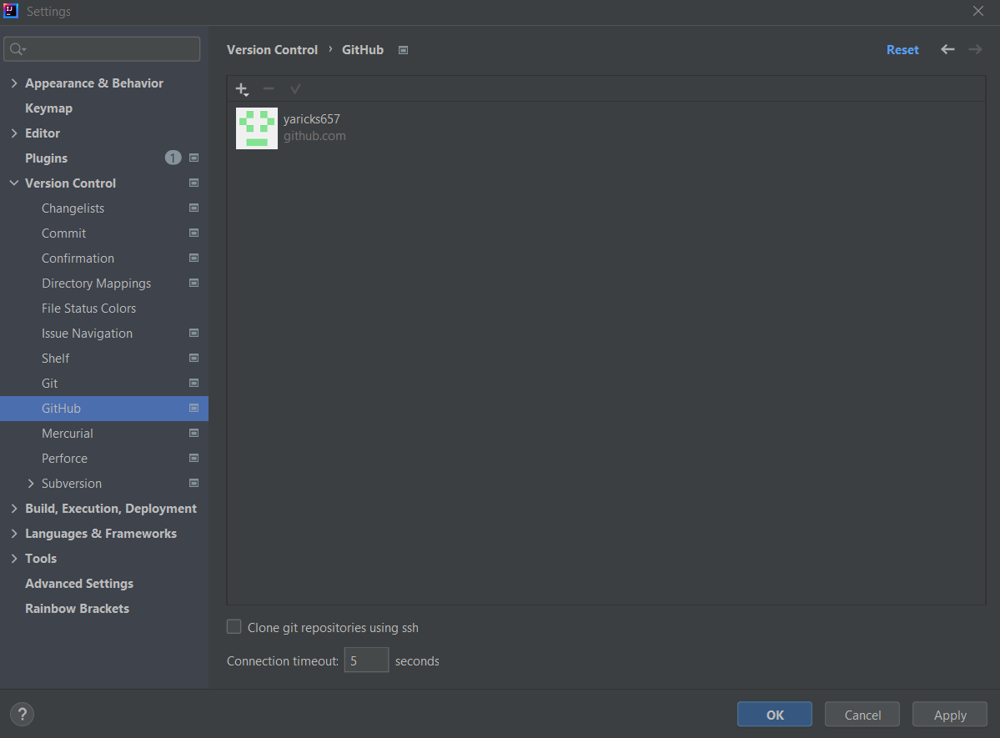 Settings
Version Control › GitHub
Reset
Appearance & Behavior
Keymap
Editor
Plugins 1
Version Control
Changelists
Commit
Confirmation
Directory Mappings
File Status Colors
Issue Navigation
Shelf
Git
GitHub
Mercurial
Perforce
Subversion
Build, Execution, Deployment
Languages & Frameworks
Tools
Advanced Settings
Rainbow Brackets
yaricks657
github.com
Clone git repositories using ssh
Connection timeout: 5 seconds
?
OK
Cancel
Apply